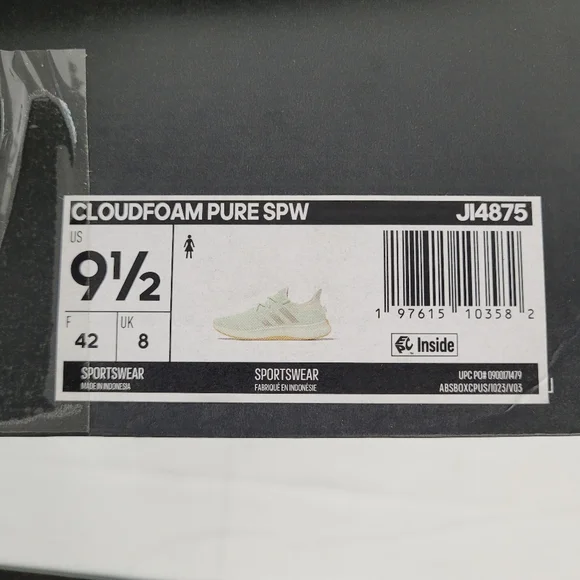 CLOUDFOAM PURE SPW JI4875
US
9½
F 42 UK 8
1 97615 10358 2
Inside
SPORTSWEAR
MADE IN INDONESIA
SPORTSWEAR
FABRIQUÉ EN INDONÉSIE
UPC PO# 0900171479
ABSBOXCPUS/1023/V03